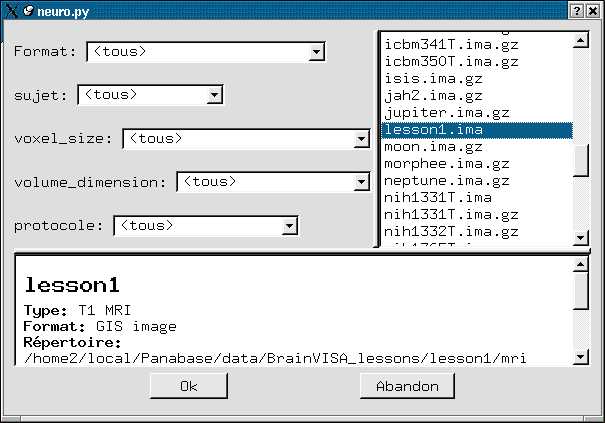 neuro.py
Format: <tous>
sujet: <tous>
voxel_size: <tous>
volume_dimension: <tous>
protocole: <tous>
icbm341T.ima.gz
icbm350T.ima.gz
isis.ima.gz
jah2.ima.gz
jupiter.ima.gz
lesson1.ima
moon.ima.gz
morphee.ima.gz
neptune.ima.gz
nih1331T.ima
nih1331T.ima.gz
nih1332T.ima.gz
lesson1
Type: T1 MRI
Format: GIS image
Répertoire:
/home2/local/Panabase/data/BrainVISA_lessons/lesson1/mri
Ok
Abandon